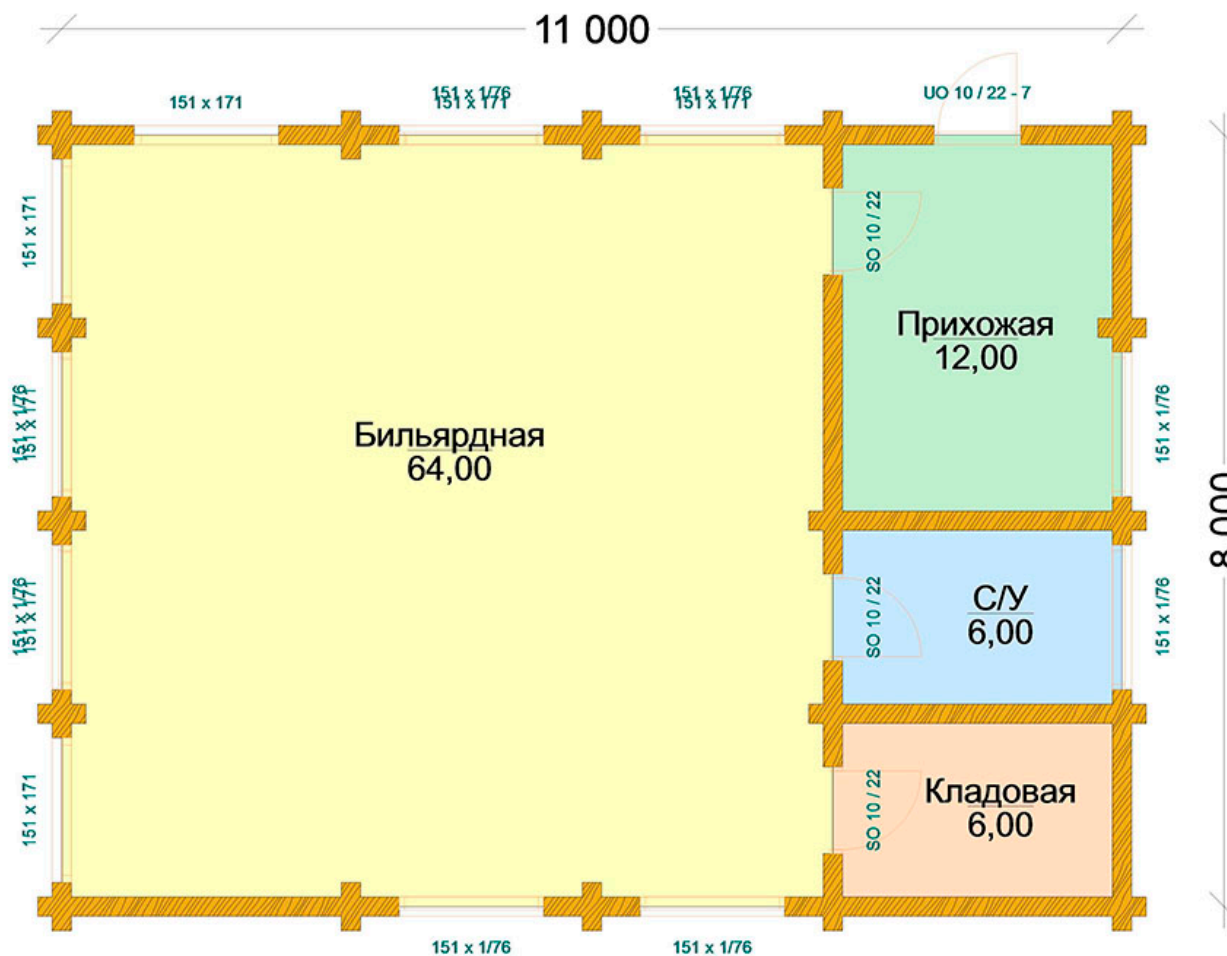 11 000
151 x 171
151 x 1/76
151 x 171
151 x 1/76
151 x 171
UO 10 / 22 - 7
151 x 171
SO 10 / 22
Прихожая
12,00
151 x 1/76
151 x 171
Бильярдная
64,00
151 x 1/76
8 000
151 x 1/76
151 x 171
SO 10 / 22
С/У
6,00
151 x 1/76
151 x 171
SO 10 / 22
Кладовая
6,00
151 x 1/76
151 x 1/76